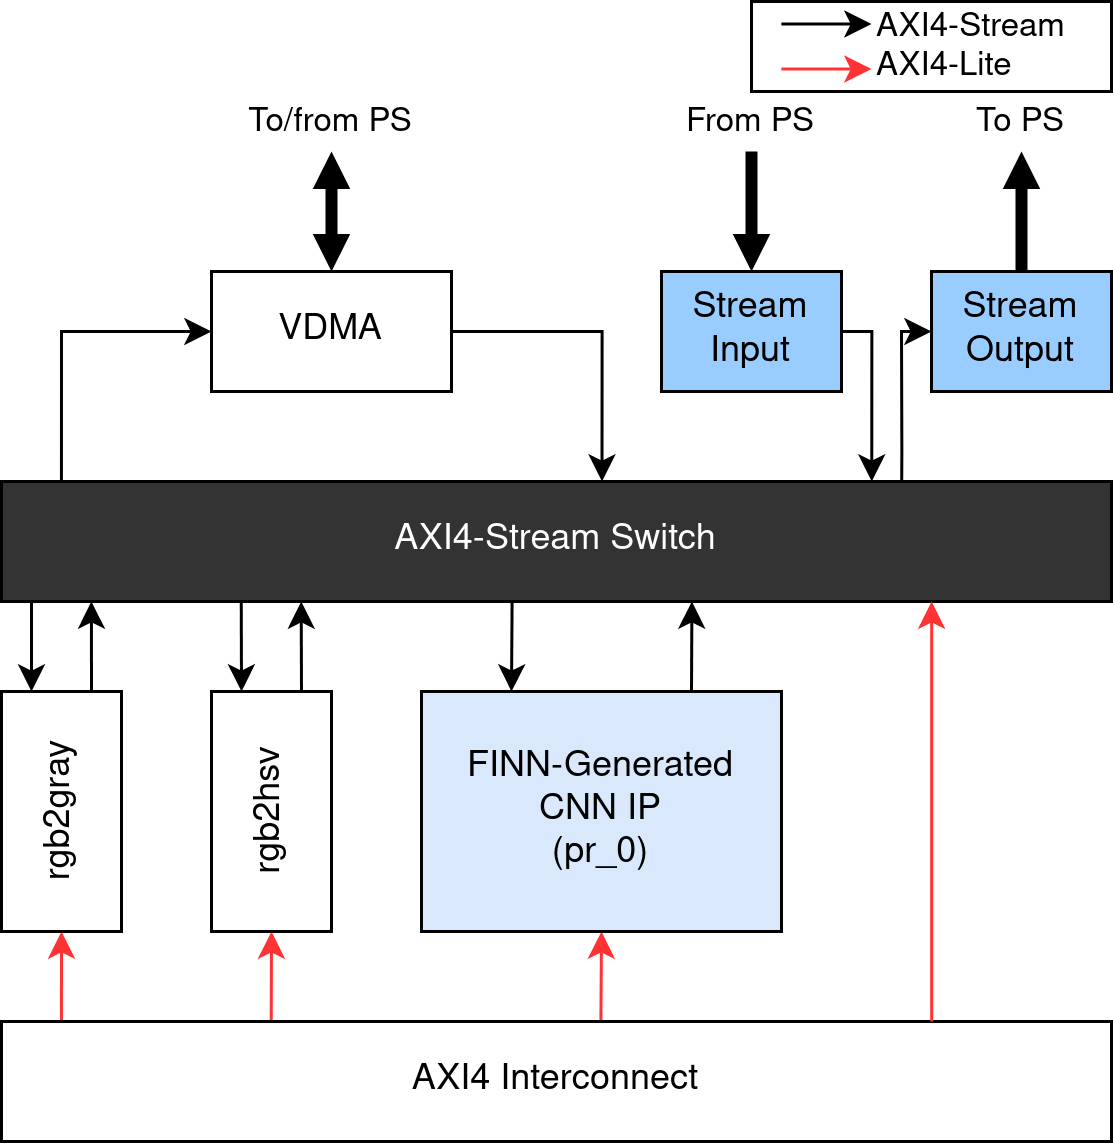 AXI4-Stream
AXI4-Lite
To/from PS
From PS
To PS
VDMA
Stream
Input
Stream
Output
AXI4-Stream Switch
rgb2gray
rgb2hsv
FINN-Generated
CNN IP
(pr_0)
AXI4 Interconnect